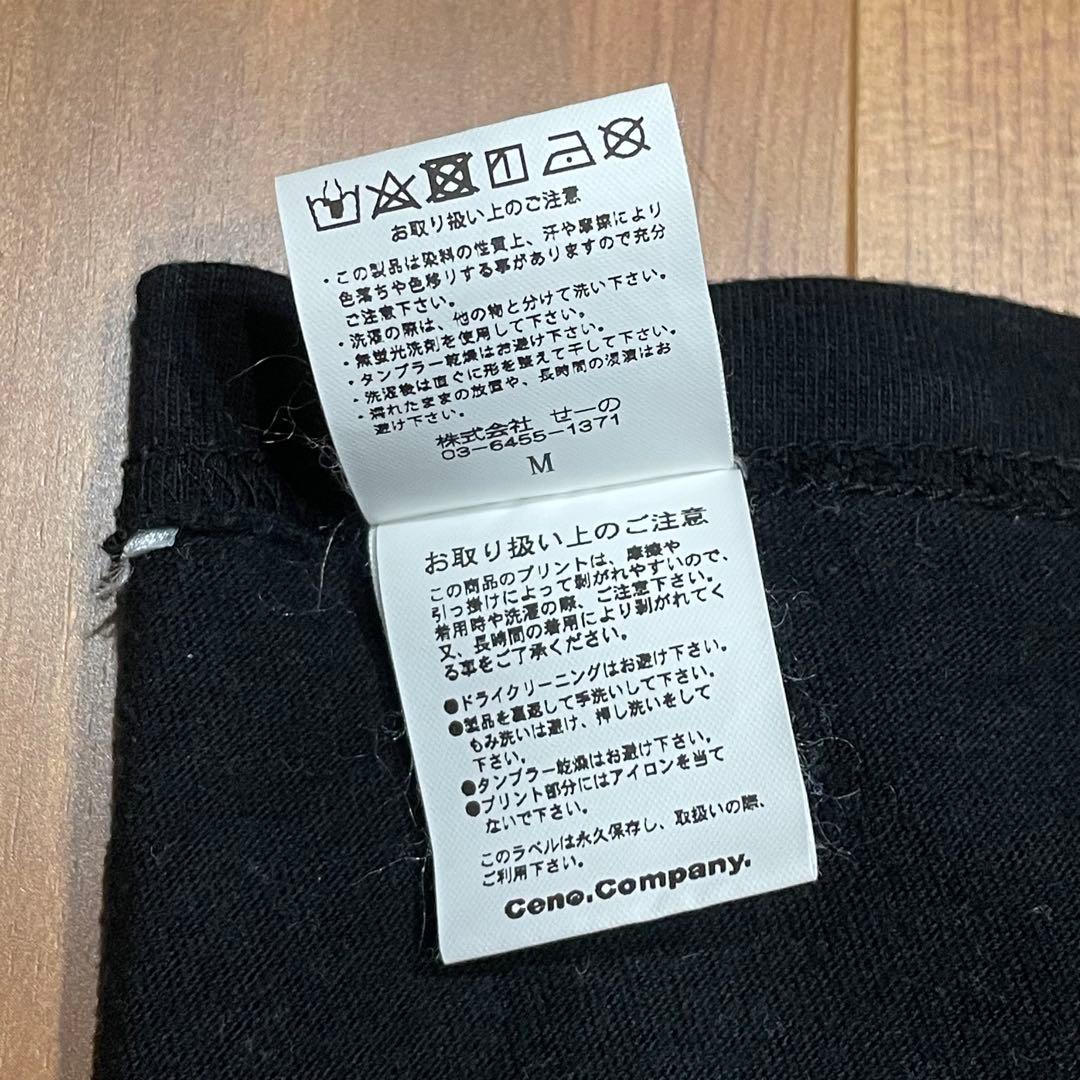 お取り扱い上のご注意
・この製品は染料の性質上、汗や摩擦により
色落ちや色移りする事がありますので充分
ご注意下さい。
・洗濯の際は、他の物と分けて洗い下さい。
・無蛍光洗剤を使用して下さい。
・タンブラー乾燥はお避け下さい。
・洗濯後は直ぐに形を整えて干して下さい。
・濡れたままの放置や、長時間の浸漬はお
避け下さい。
株式会社 せーの
03-6455-1371
M
お取り扱い上のご注意
この商品のプリントは、摩擦や
引っ掛けによって剥がれやすいので、
着用時や洗濯の際、ご注意下さい。
又、長時間の着用により剥がれてく
る事をご了承ください。
●ドライクリーニングはお避け下さい。
●製品を裏返して手洗いして下さい。
もみ洗いは避け、押し洗いをして
下さい。
●タンブラー乾燥はお避け下さい。
●プリント部分にはアイロンを当て
ないで下さい。
このラベルは永久保存し、取扱いの際、
ご利用下さい。
Ceno.Company.